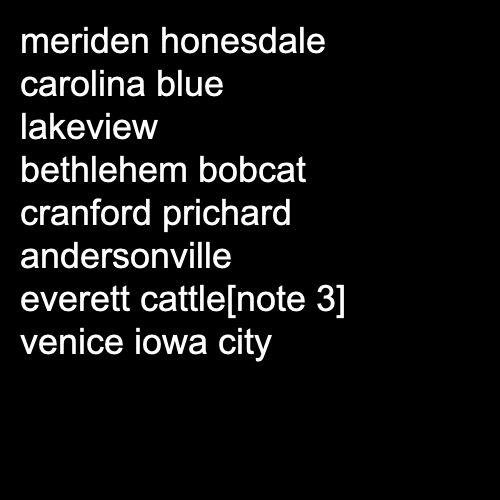 meriden honesdale
carolina blue
lakeview
bethlehem bobcat
cranford prichard
andersonville
everett cattle[note 3]
venice iowa city